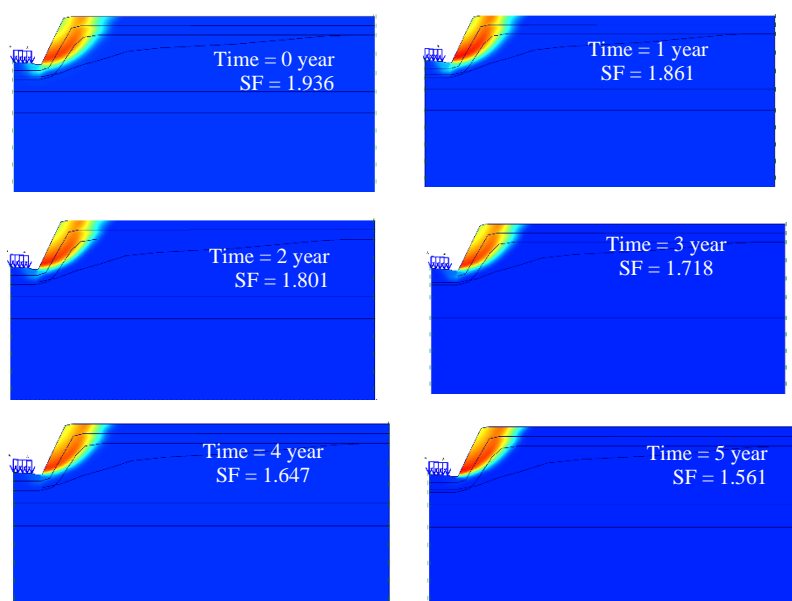 Time = 0 year
SF = 1.936
Time = 1 year
SF = 1.861
Time = 2 year
SF = 1.801
Time = 3 year
SF = 1.718
Time = 4 year
SF = 1.647
Time = 5 year
SF = 1.561